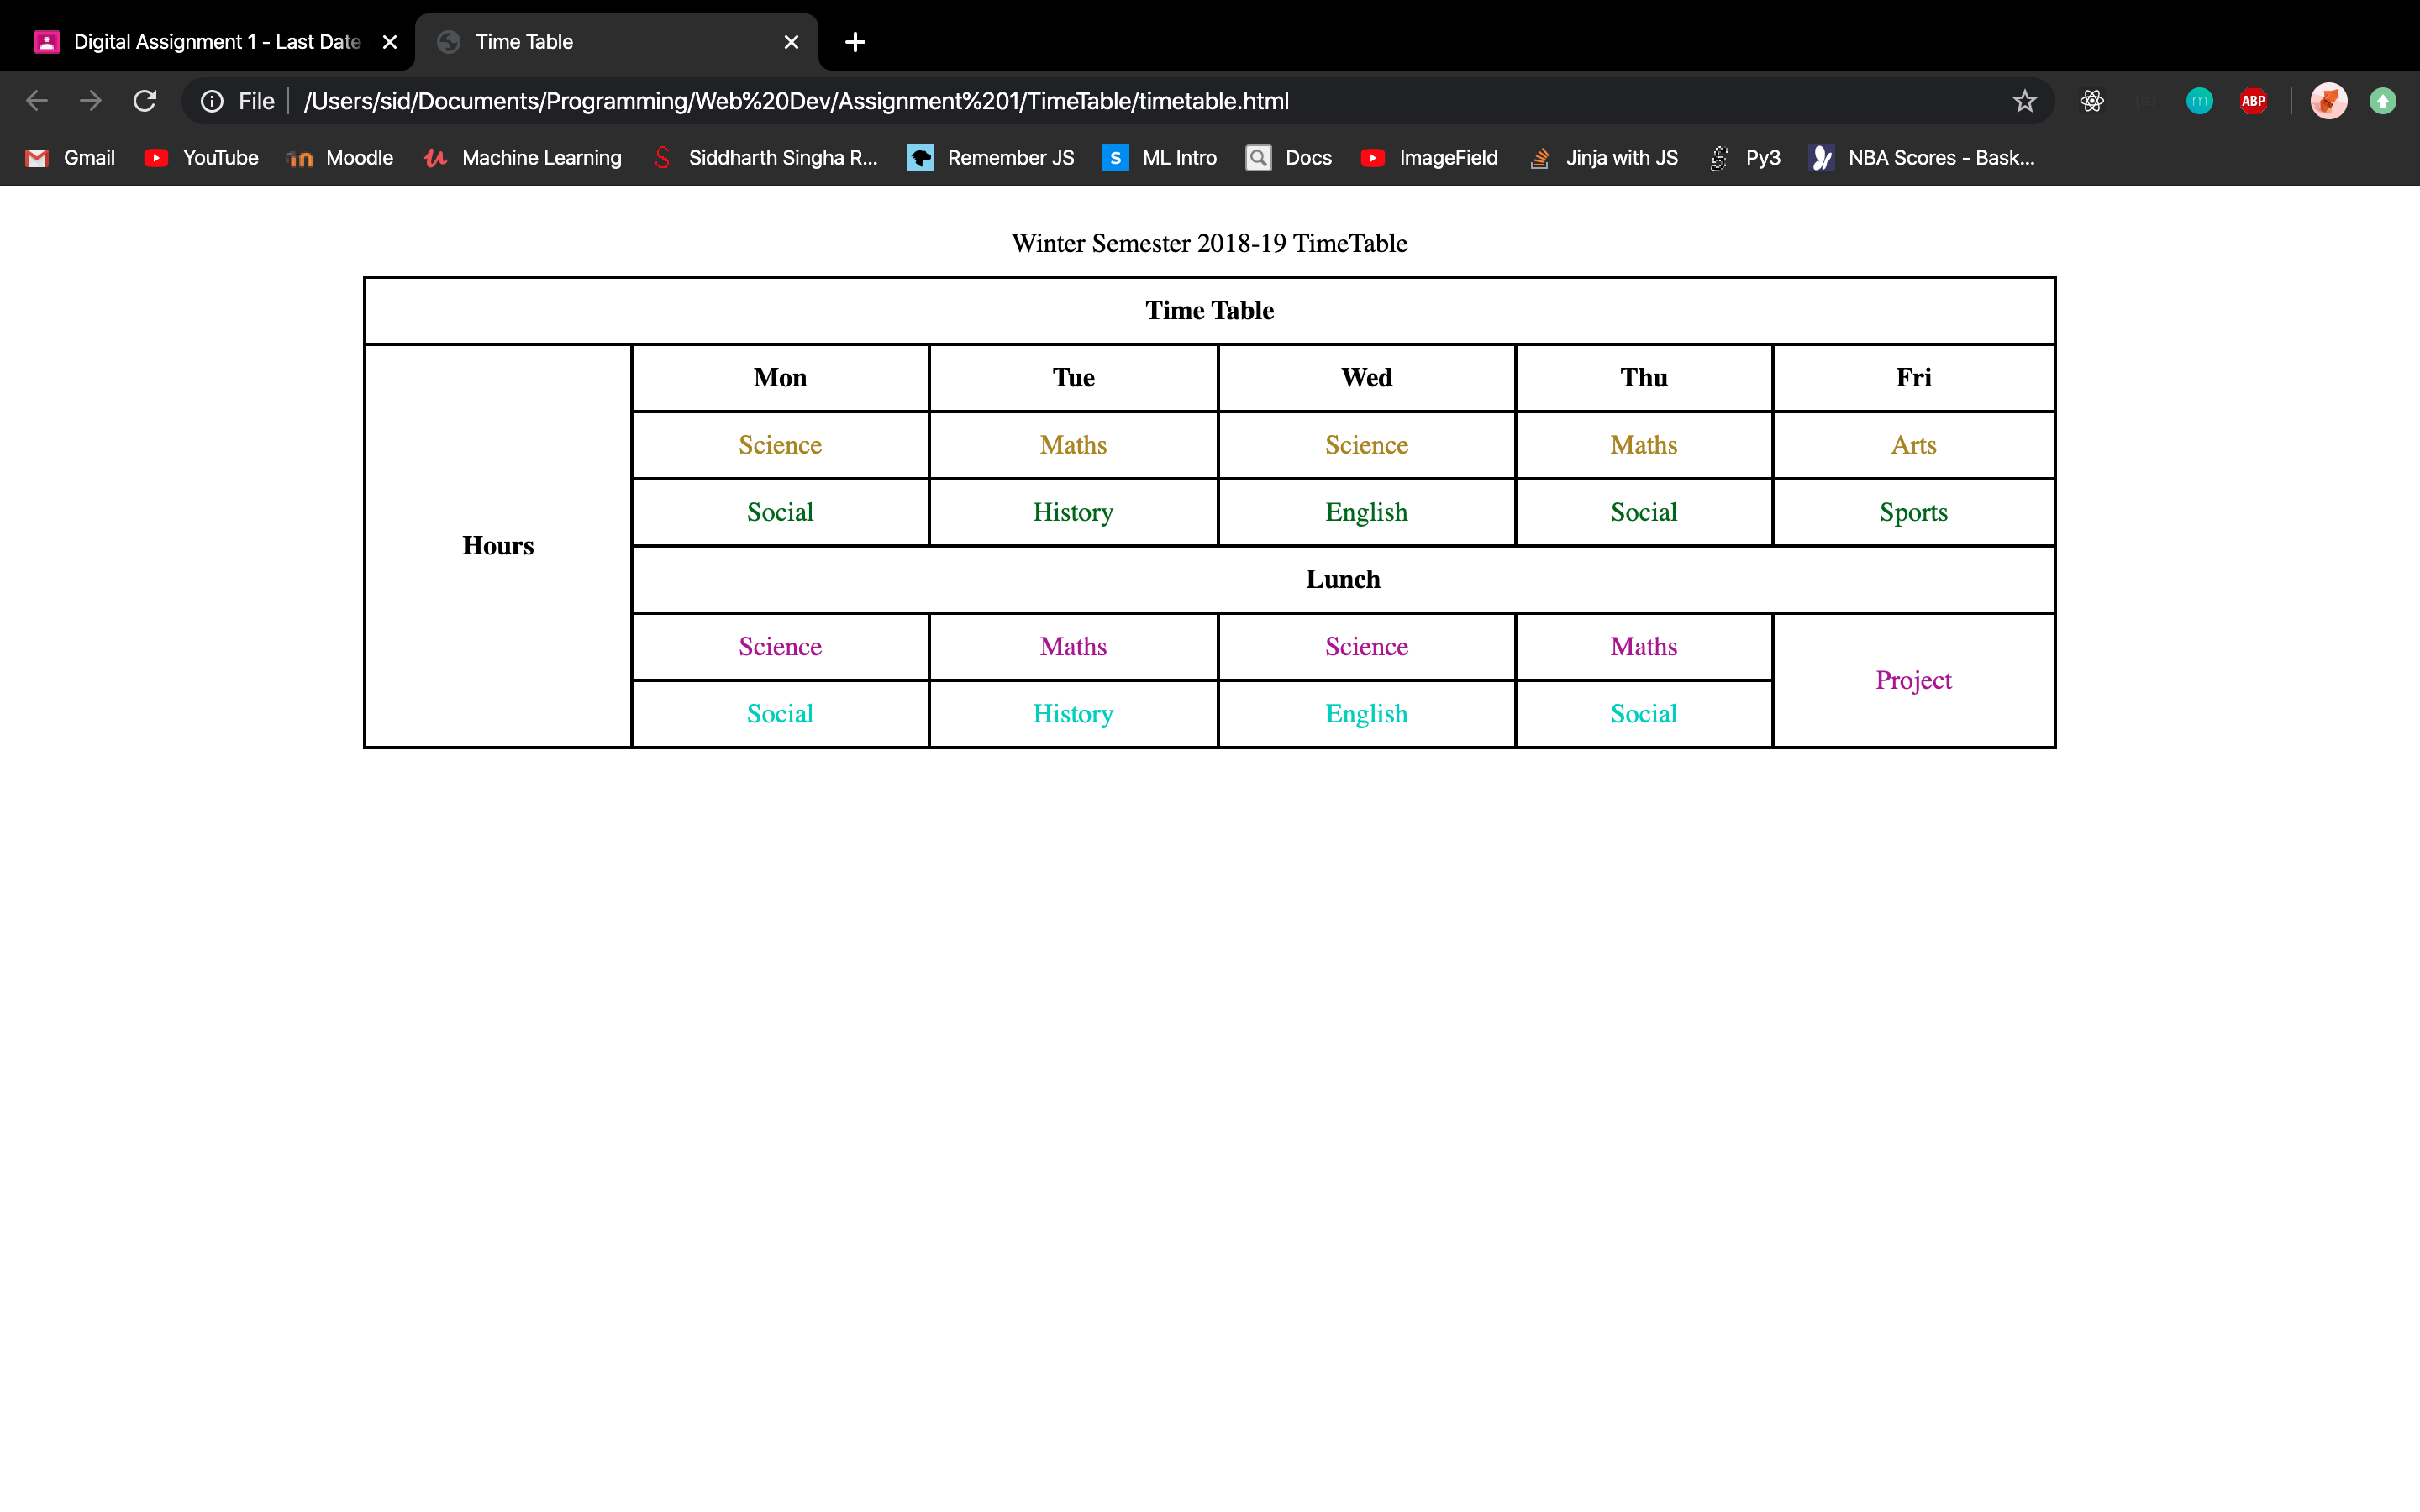 Digital Assignment 1 - Last Date
Time Table
File /Users/sid/Documents/Programming/Web%20Dev/Assignment%201/TimeTable/timetable.html
m ABP
Gmail YouTube Moodle Machine Learning Siddharth Singha R... Remember JS S ML Intro Docs ImageField Jinja with JS Py3 NBA Scores - Bask...
Winter Semester 2018-19 TimeTable
Time Table
Hours
Mon Tue Wed Thu Fri
Science Maths Science Maths Arts
Social History English Social Sports
Lunch
Science Maths Science Maths Project
Social History English Social